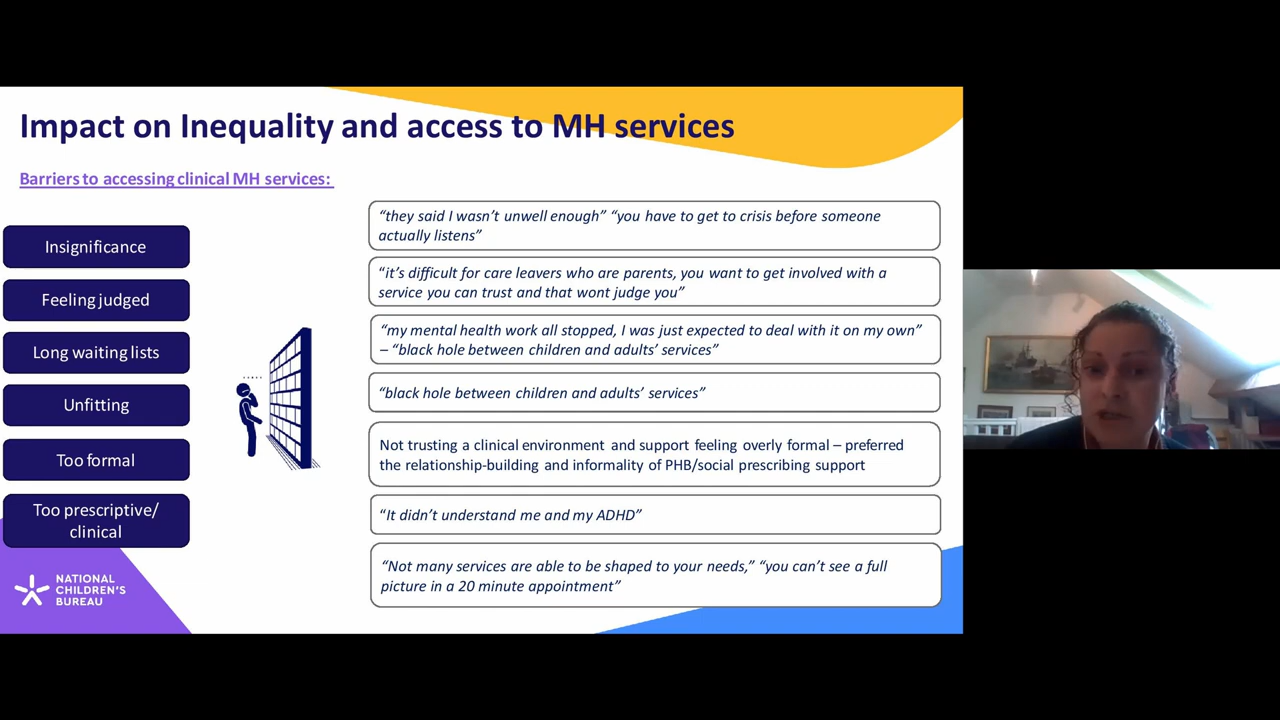 Impact on Inequality and access to MH services
Barriers to accessing clinical MH services:
Insignificance
Feeling judged
Long waiting lists
Unfitting
Too formal
Too prescriptive/
clinical
“they said I wasn’t unwell enough” “you have to get to crisis before someone
actually listens”
“it’s difficult for care leavers who are parents, you want to get involved with a
service you can trust and that wont judge you”
“my mental health work all stopped, I was just expected to deal with it on my own”
– “black hole between children and adults’ services”
“black hole between children and adults’ services”
Not trusting a clinical environment and support feeling overly formal – preferred
the relationship-building and informality of PHB/social prescribing support
“It didn’t understand me and my ADHD”
“Not many services are able to be shaped to your needs,” “you can’t see a full
picture in a 20 minute appointment”
NATIONAL
CHILDREN’S
BUREAU